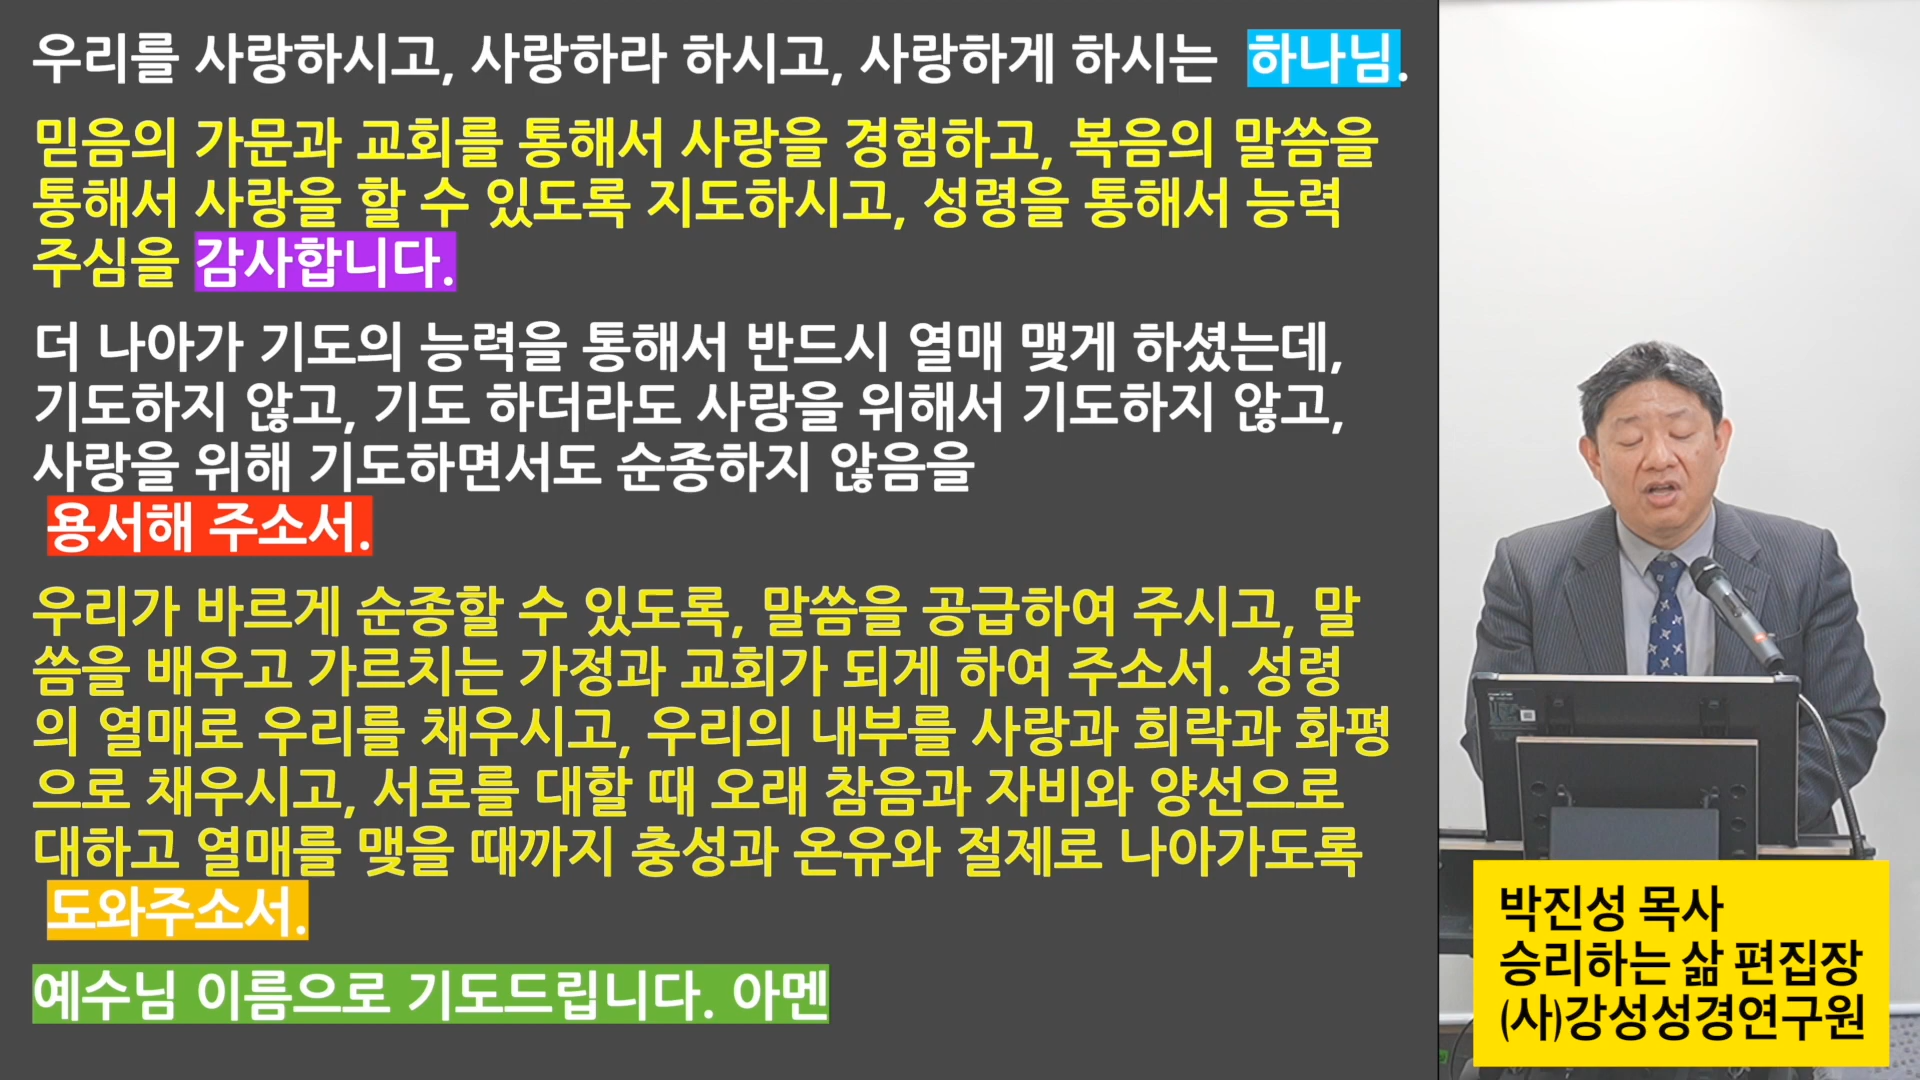 우리를 사랑하시고, 사랑하라 하시고, 사랑하게 하시는 하나님.
믿음의 가문과 교회를 통해서 사랑을 경험하고, 복음의 말씀을
통해서 사랑을 할 수 있도록 지도하시고, 성령을 통해서 능력
주심을 감사합니다.
더 나아가 기도의 능력을 통해서 반드시 열매 맺게 하셨는데,
기도하지 않고, 기도 하더라도 사랑을 위해서 기도하지 않고,
사랑을 위해 기도하면서도 순종하지 않음을
용서해 주소서.
우리가 바르게 순종할 수 있도록, 말씀을 공급하여 주시고, 말
씀을 배우고 가르치는 가정과 교회가 되게 하여 주소서. 성령
의 열매로 우리를 채우시고, 우리의 내부를 사랑과 희락과 화평
으로 채우시고, 서로를 대할 때 오래 참음과 자비와 양선으로
대하고 열매를 맺을 때까지 충성과 온유와 절제로 나아가도록
도와주소서.
예수님 이름으로 기도드립니다. 아멘
박진성 목사
승리하는 삶 편집장
(사)강성성경연구원